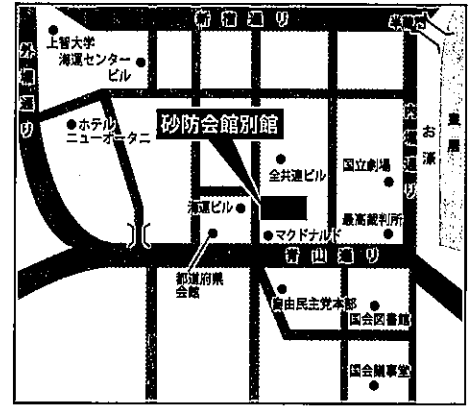 新宿通り
半蔵門
上智大学
海運センター
ビル
外堀通り
ホテル
ニューオータニ
砂防会館別館
全共連ビル
国立劇場
内堀通り
お濠
皇居
海運ビル
マクドナルド
最高裁判所
青山通り
都道府県
会館
自由民主党本部
国会図書館
国会議事堂